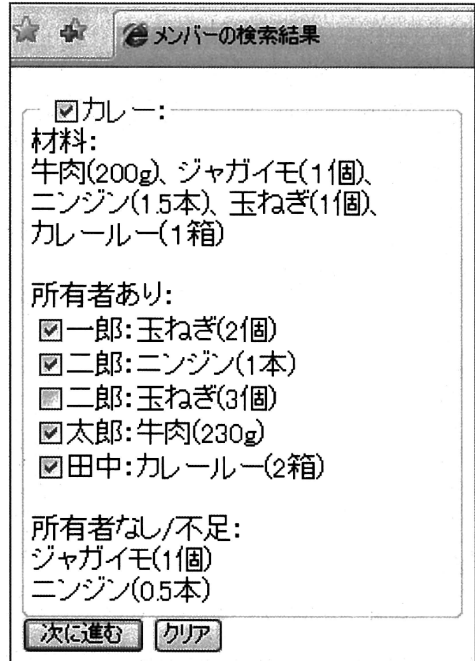 メンバーの検索結果
カレー:
材料:
牛肉(200g)、ジャガイモ(1個)、
ニンジン(1.5本)、玉ねぎ(1個)、
カレールー(1箱)
所有者あり:
一郎:玉ねぎ(2個)
二郎:ニンジン(1本)
二郎:玉ねぎ(3個)
太郎:牛肉(230g)
田中:カレールー(2箱)
所有者なし/不足:
ジャガイモ(1個)
ニンジン(0.5本)
次に進む クリア